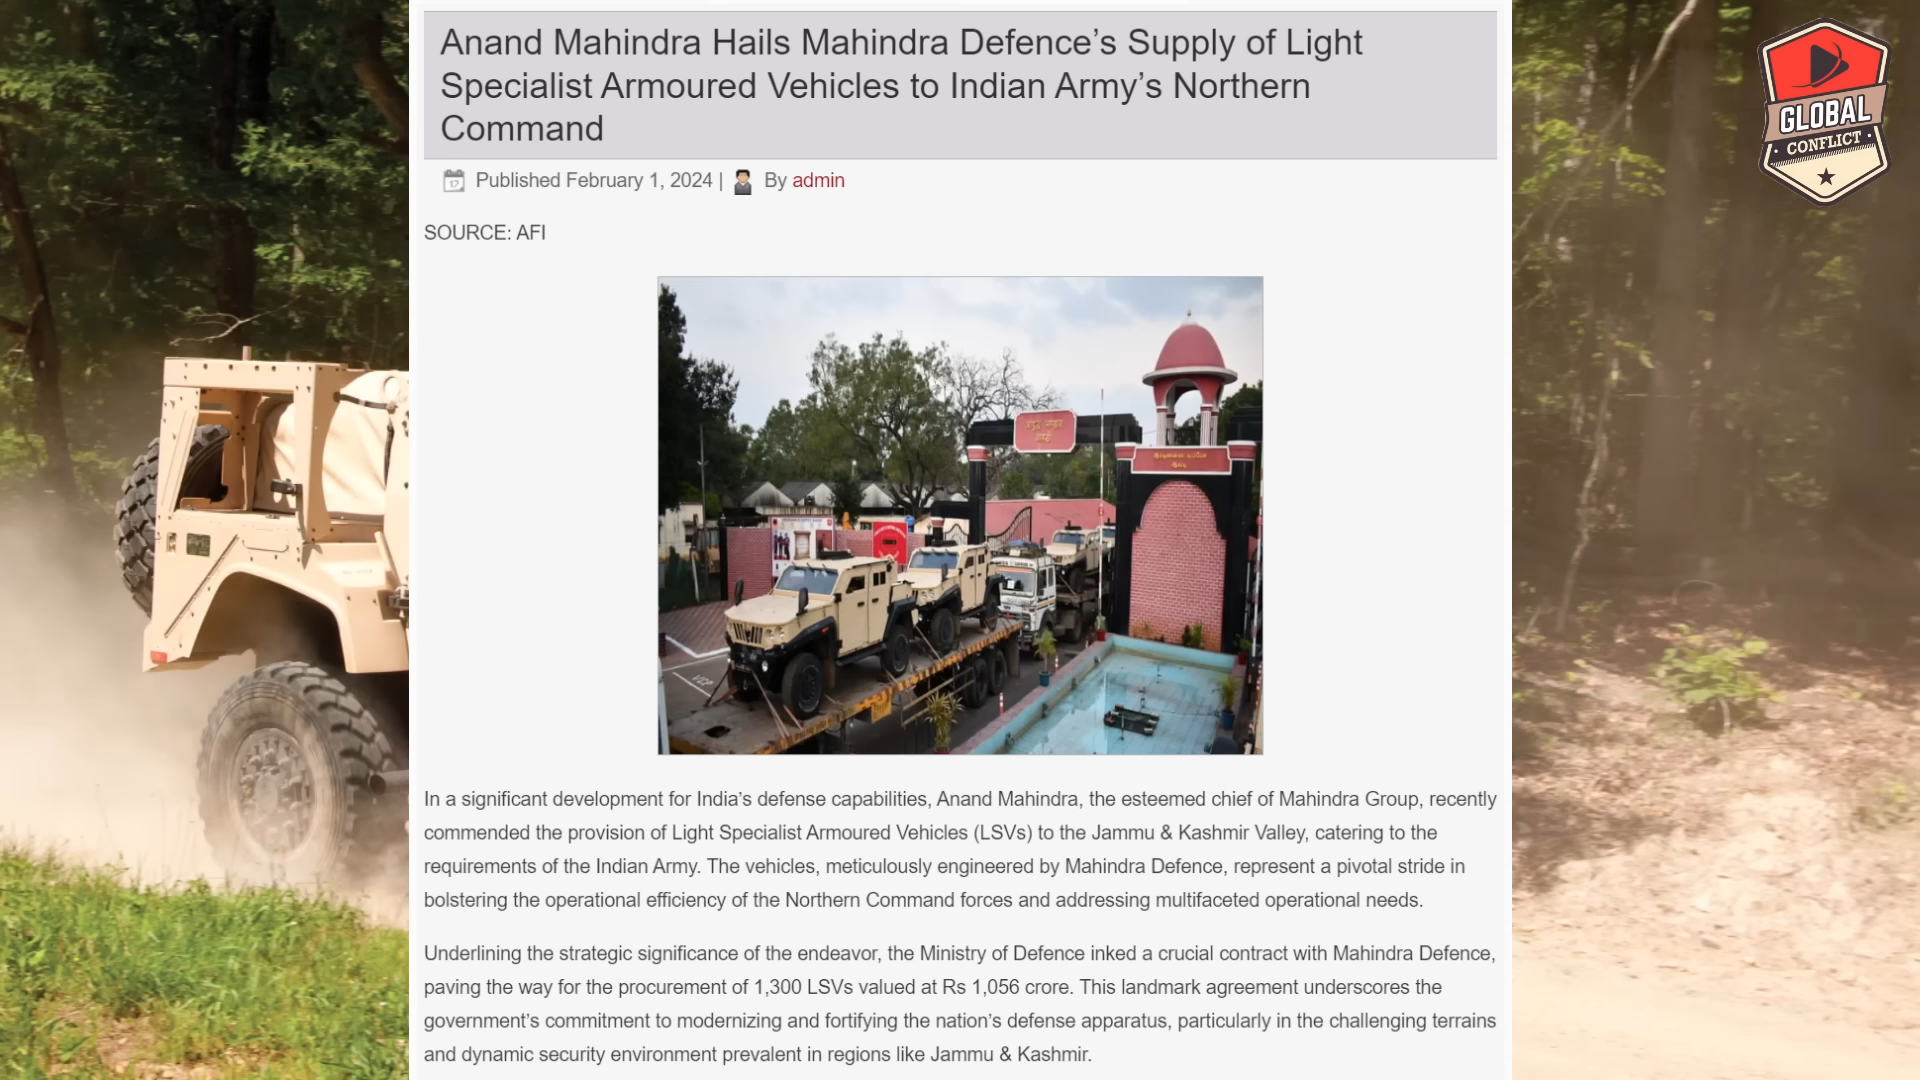 Anand Mahindra Hails Mahindra Defence’s Supply of Light
Specialist Armoured Vehicles to Indian Army’s Northern
Command
Published February 1, 2024 | By admin
SOURCE: AFI
In a significant development for India’s defense capabilities, Anand Mahindra, the esteemed chief of Mahindra Group, recently
commended the provision of Light Specialist Armoured Vehicles (LSVs) to the Jammu & Kashmir Valley, catering to the
requirements of the Indian Army. The vehicles, meticulously engineered by Mahindra Defence, represent a pivotal stride in
bolstering the operational efficiency of the Northern Command forces and addressing multifaceted operational needs.
Underlining the strategic significance of the endeavor, the Ministry of Defence inked a crucial contract with Mahindra Defence,
paving the way for the procurement of 1,300 LSVs valued at Rs 1,056 crore. This landmark agreement underscores the
government’s commitment to modernizing and fortifying the nation’s defense apparatus, particularly in the challenging terrains
and dynamic security environment prevalent in regions like Jammu & Kashmir.
GLOBAL
CONFLICT
17
VCP